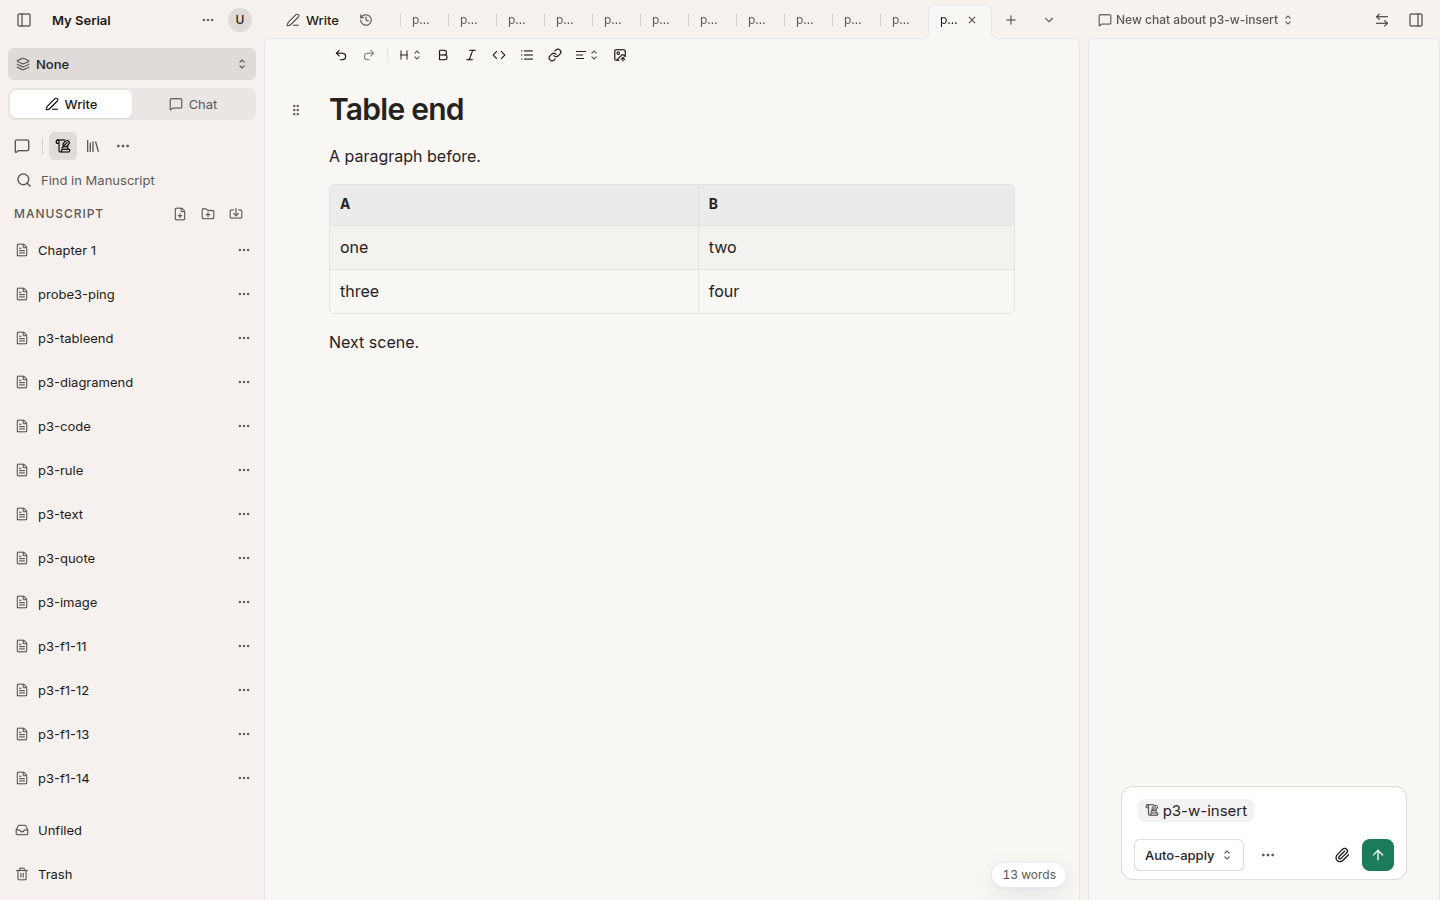 My Serial
U
None
Write
Chat
Find in Manuscript
MANUSCRIPT
Chapter 1
probe3-ping
p3-tableend
p3-diagramend
p3-code
p3-rule
p3-text
p3-quote
p3-image
p3-f1-11
p3-f1-12
p3-f1-13
p3-f1-14
Unfiled
Trash
Write
p...
p...
p...
p...
p...
p...
p...
p...
p...
p...
p...
p...
H
B
I
Table end
A paragraph before.
A B
one two
three four
Next scene.
13 words
New chat about p3-w-insert
p3-w-insert
Auto-apply